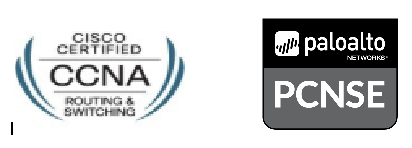 CISCO
CERTIFIED
CCNA
ROUTING &
SWITCHING
paloalto
NETWORKS®
PCNSE